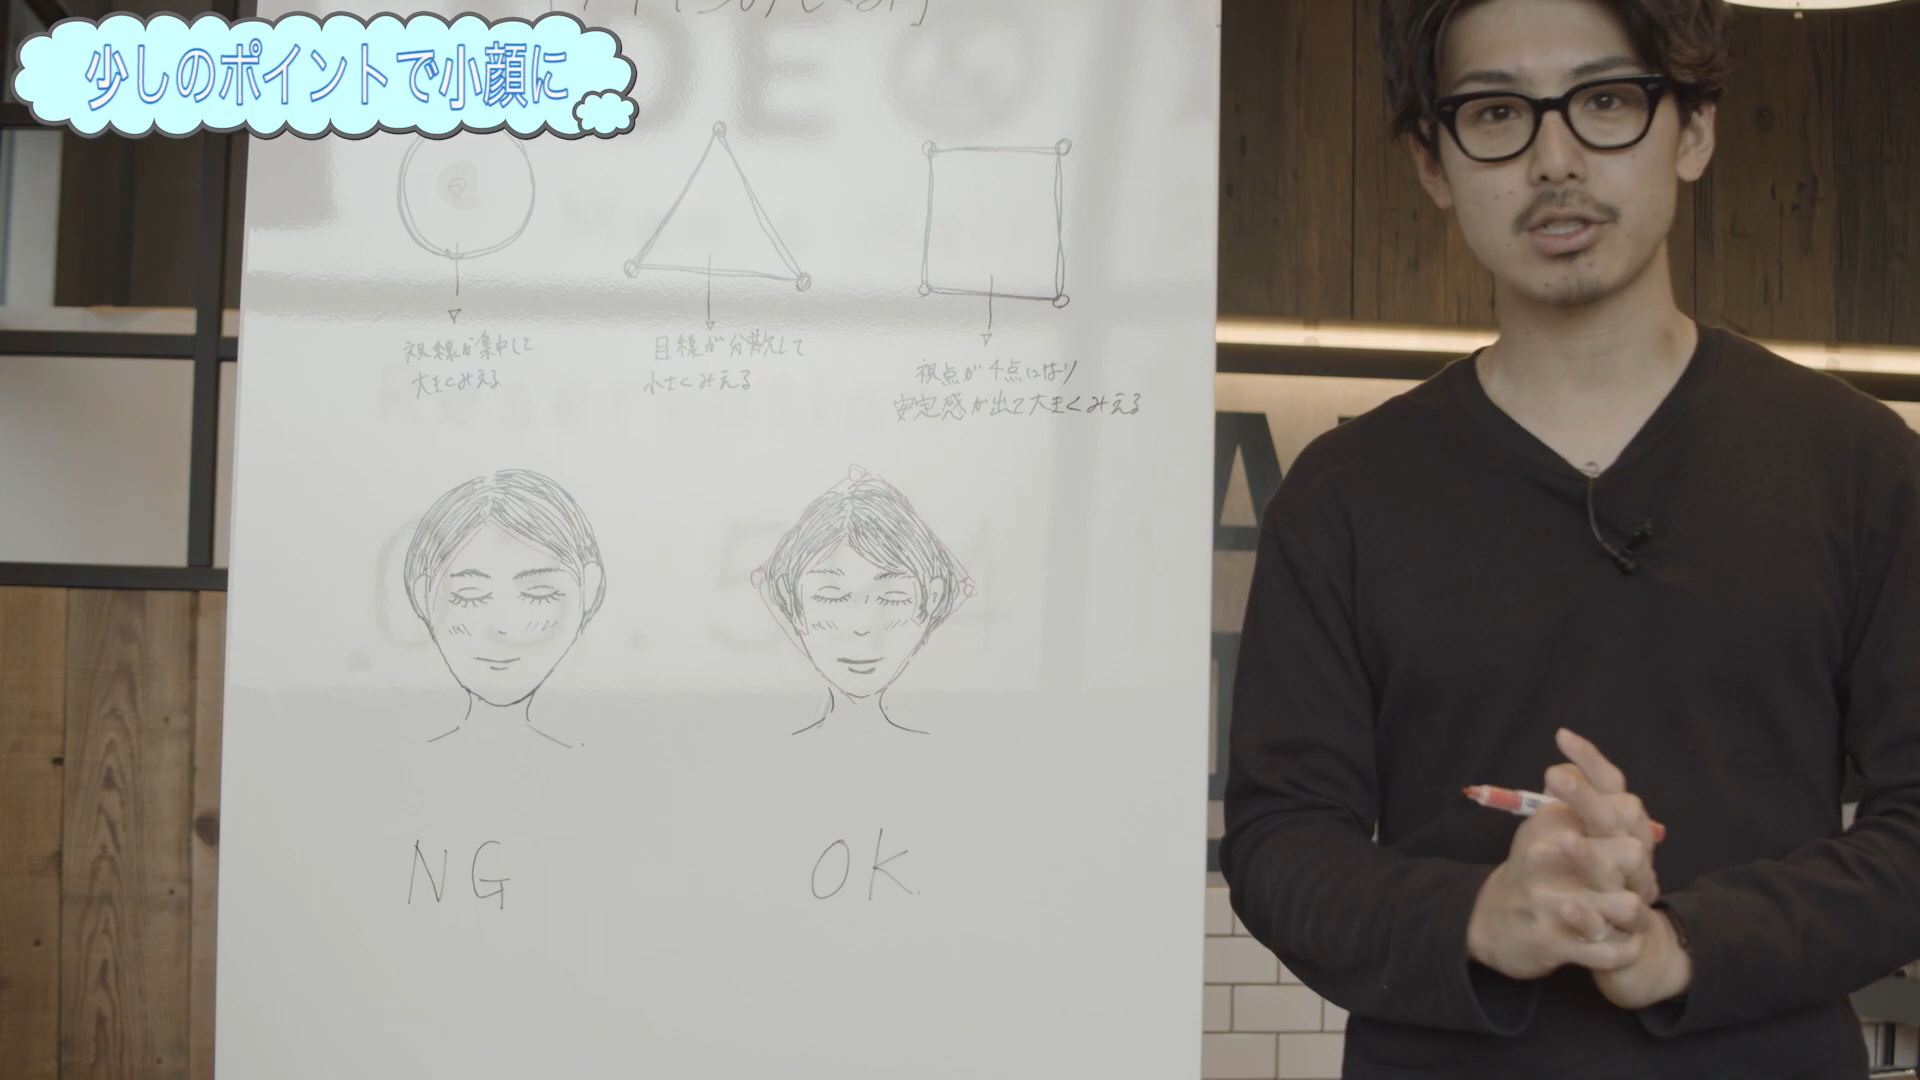 少しのポイントで小顔に
視線が集中して
大きくみえる
目線が分散して
小さくみえる
視点が4点になり
安定感が出て大きくみえる
NG
OK